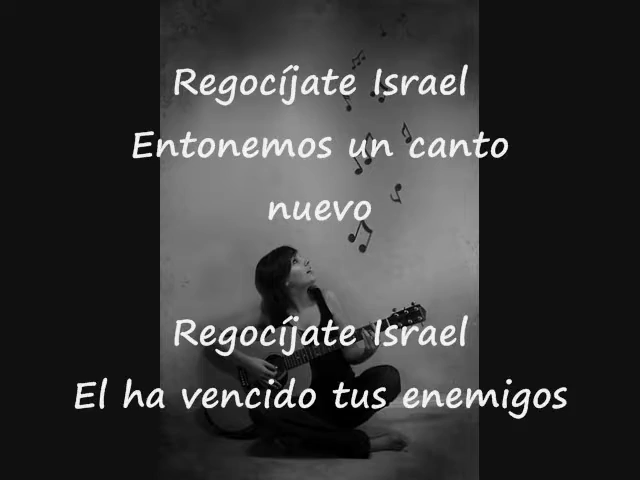 Regocíjate Israel
Entonemos un canto
nuevo
Regocíjate Israel
El ha vencido tus enemigos